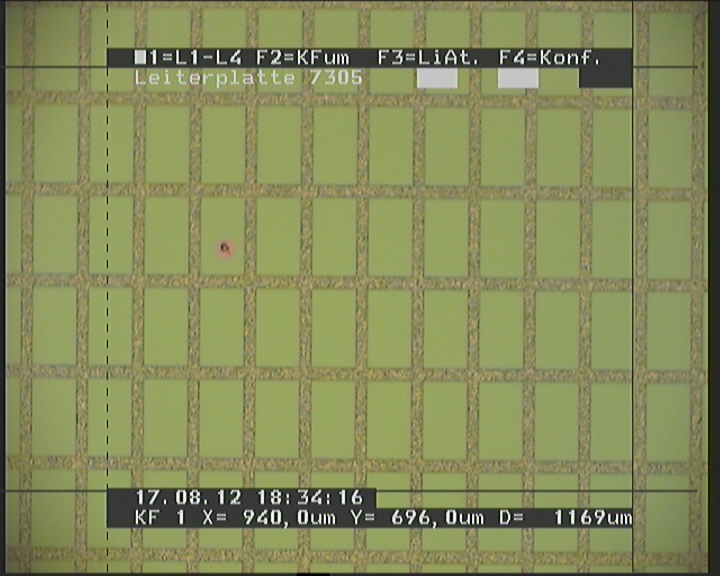 1=L1-L4 F2=KFum F3=LiAt. F4=Konf.
Leiterplatte 7305
17.08.12 18:34:16
KF 1 X= 940,0um Y= 696,0um D= 1169um